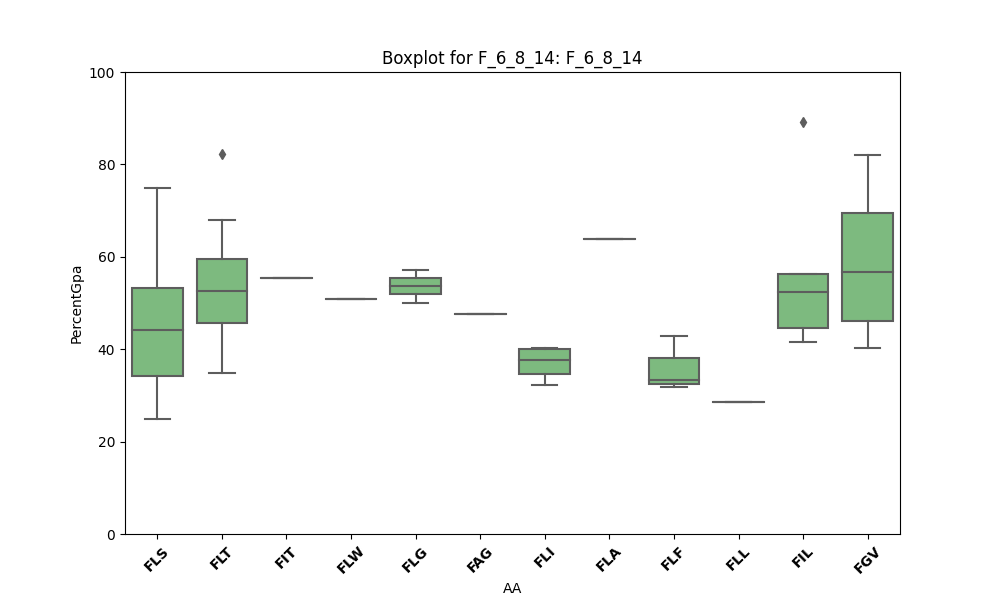 Boxplot for F_6_8_14: F_6_8_14
100
80
60
40
20
0
PercentGpa
FLS FLT FIT FLW FLG FAG FLI FLA FLF FLL FIL FGV
AA